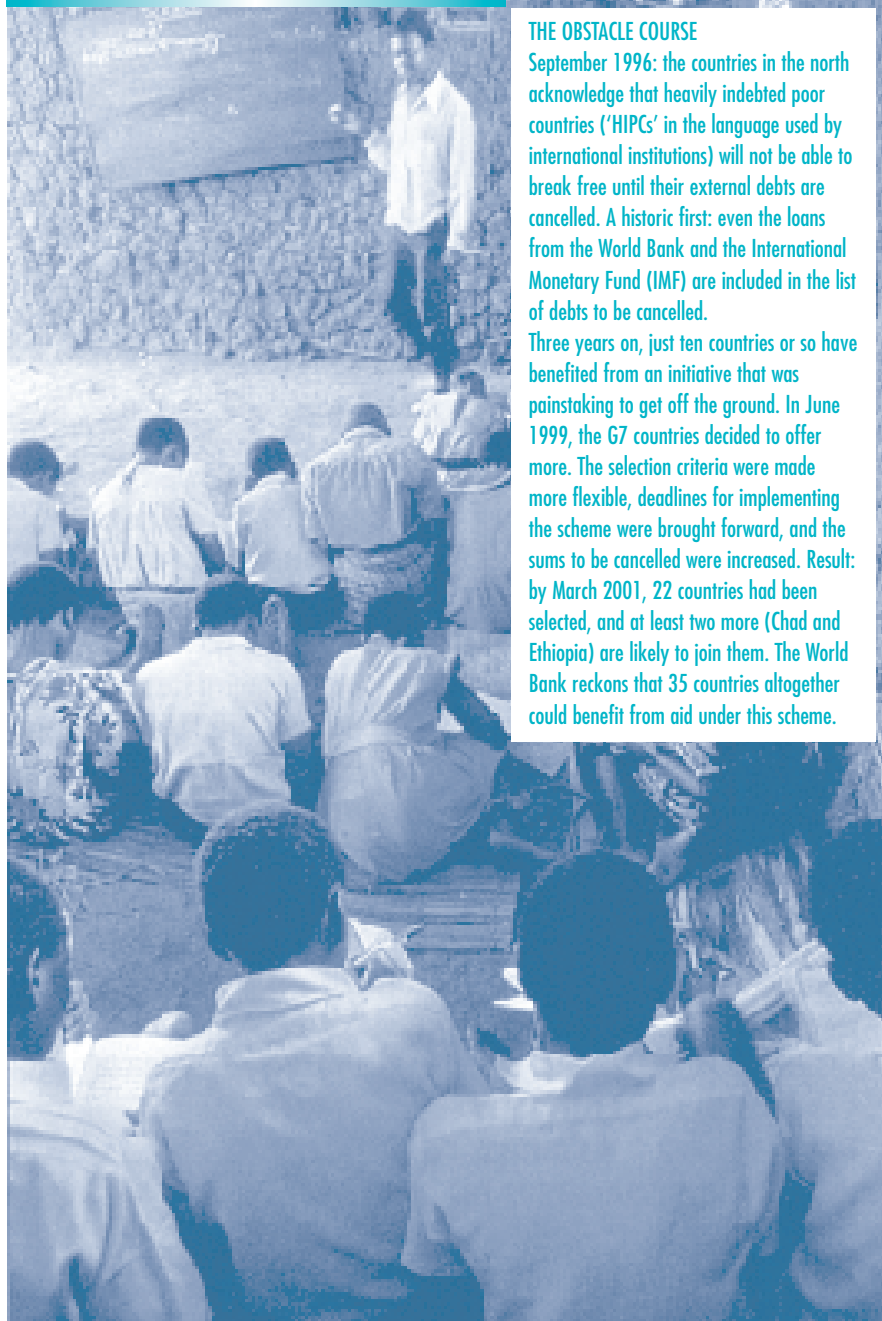 THE OBSTACLE COURSE
September 1996: the countries in the north
acknowledge that heavily indebted poor
countries (‘HIPCs’ in the language used by
international institutions) will not be able to
break free until their external debts are
cancelled. A historic first: even the loans
from the World Bank and the International
Monetary Fund (IMF) are included in the list
of debts to be cancelled.
Three years on, just ten countries or so have
benefited from an initiative that was
painstaking to get off the ground. In June
1999, the G7 countries decided to offer
more. The selection criteria were made
more flexible, deadlines for implementing
the scheme were brought forward, and the
sums to be cancelled were increased. Result:
by March 2001, 22 countries had been
selected, and at least two more (Chad and
Ethiopia) are likely to join them. The World
Bank reckons that 35 countries altogether
could benefit from aid under this scheme.